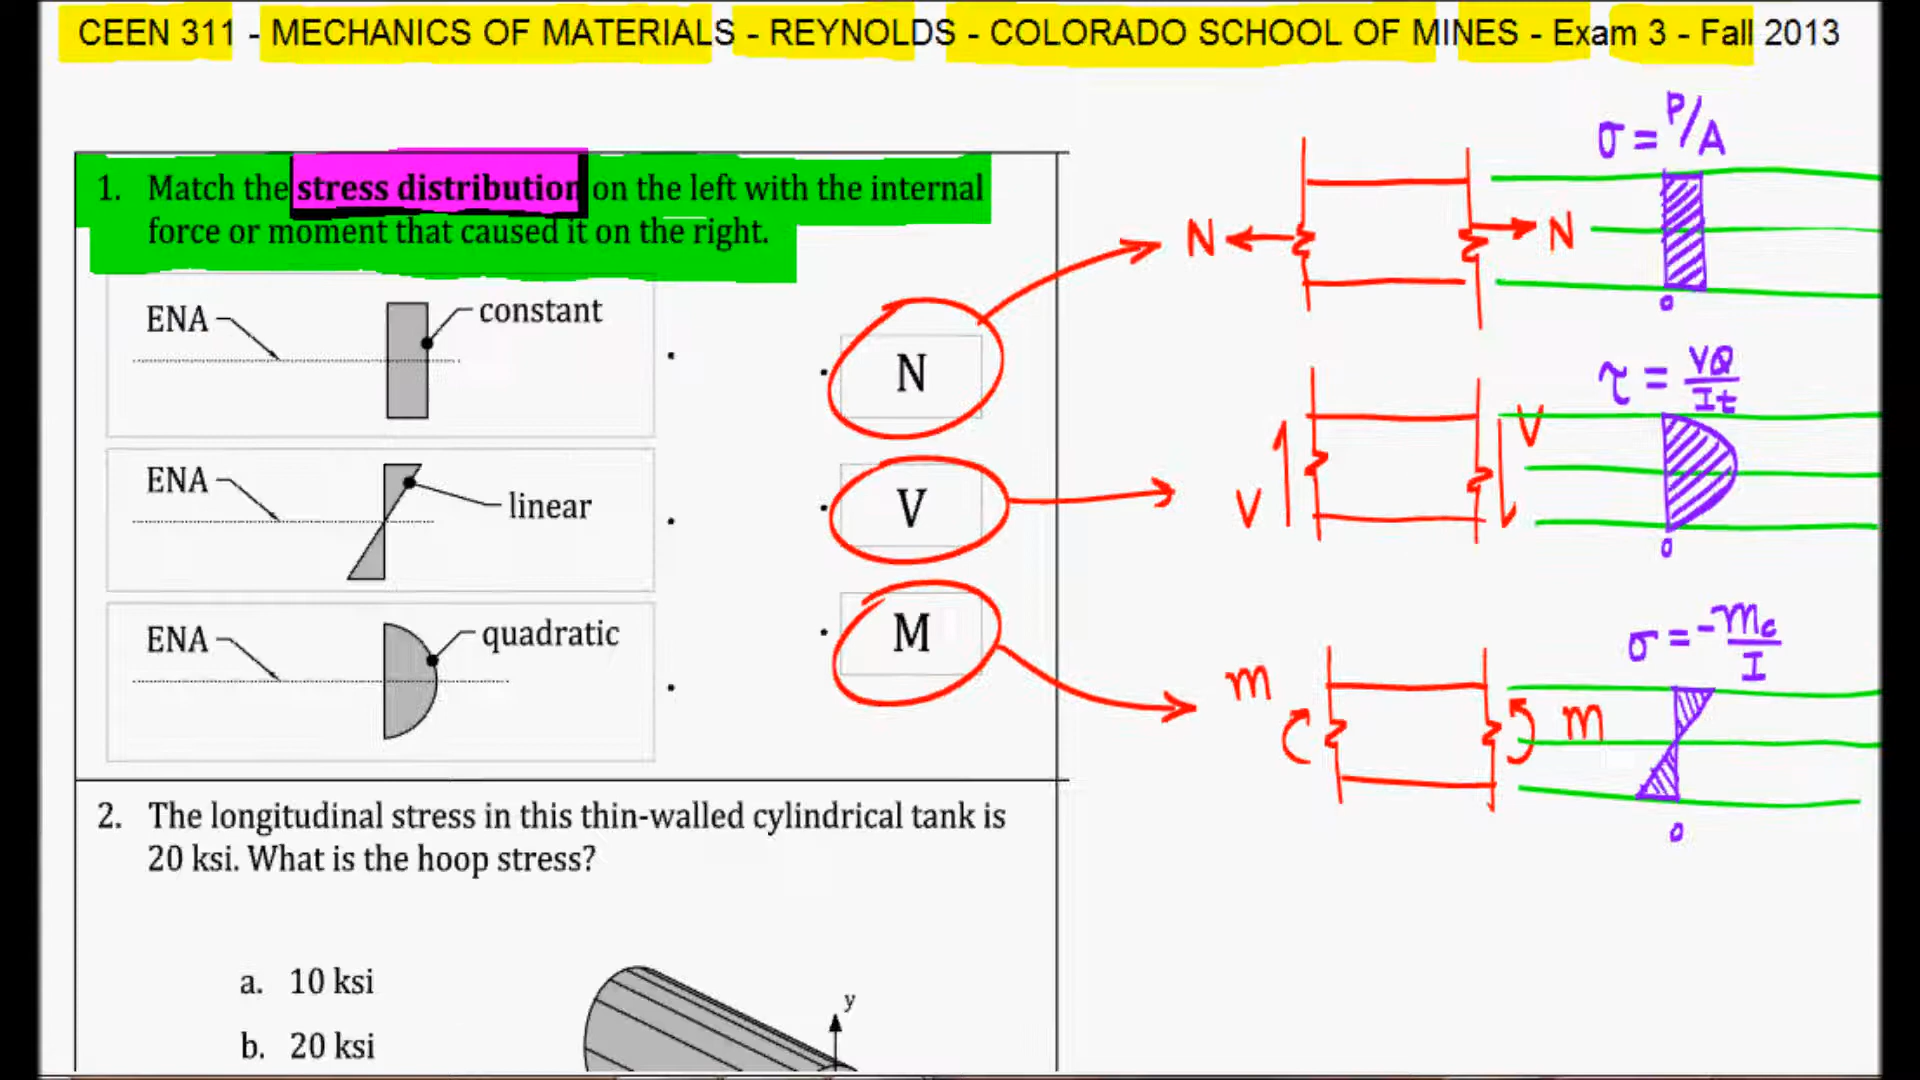 CEEN 311 - MECHANICS OF MATERIALS - REYNOLDS - COLORADO SCHOOL OF MINES - Exam 3 - Fall 2013
1. Match the stress distribution on the left with the internal
force or moment that caused it on the right.
ENA
constant
N
ENA
linear
V
ENA
quadratic
M
N
N
σ = P/A
o
V
V
τ = VQ/It
o
m
m
σ = -mc/I
o
2. The longitudinal stress in this thin-walled cylindrical tank is
20 ksi. What is the hoop stress?
a. 10 ksi
b. 20 ksi
y